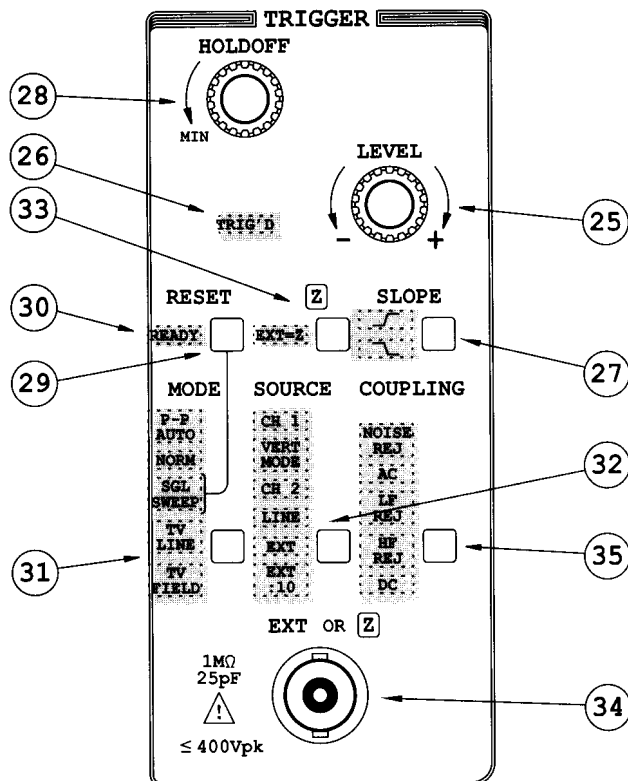 TRIGGER
HOLDOFF
28
MIN
26
LEVEL
33
TRIG'D
25
- +
RESET
Z
SLOPE
30
READY
EXT=Z
29
27
MODE
SOURCE
COUPLING
P-P
AUTO
NORM
SGL
SWEEP
TV
LINE
TV
FIELD
31
CH 1
VERT
MODE
CH 2
LINE
EXT
EXT
:10
32
NOISE
REJ
AC
LF
REJ
HF
REJ
DC
35
EXT OR Z
1MΩ
25pF
!
≤ 400Vpk
34